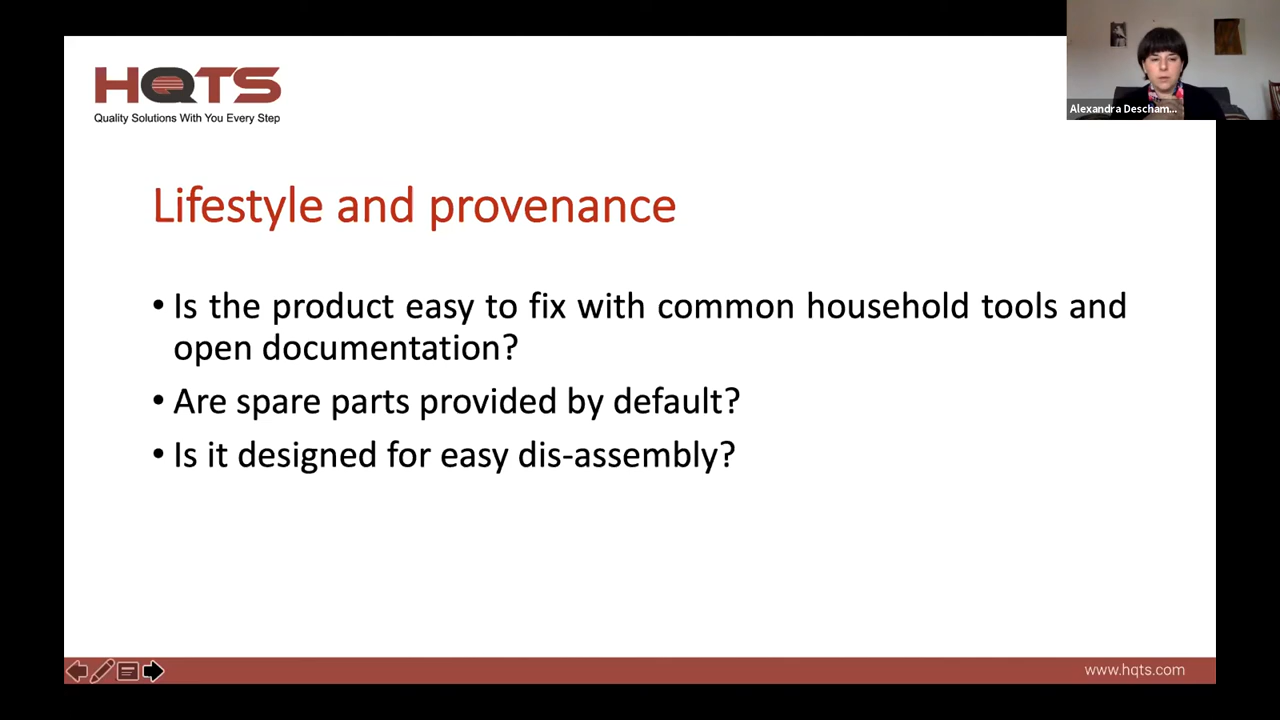 HQTS
Quality Solutions With You Every Step
Alexandra Descham...
Lifestyle and provenance
• Is the product easy to fix with common household tools and
open documentation?
• Are spare parts provided by default?
• Is it designed for easy dis-assembly?
www.hqts.com